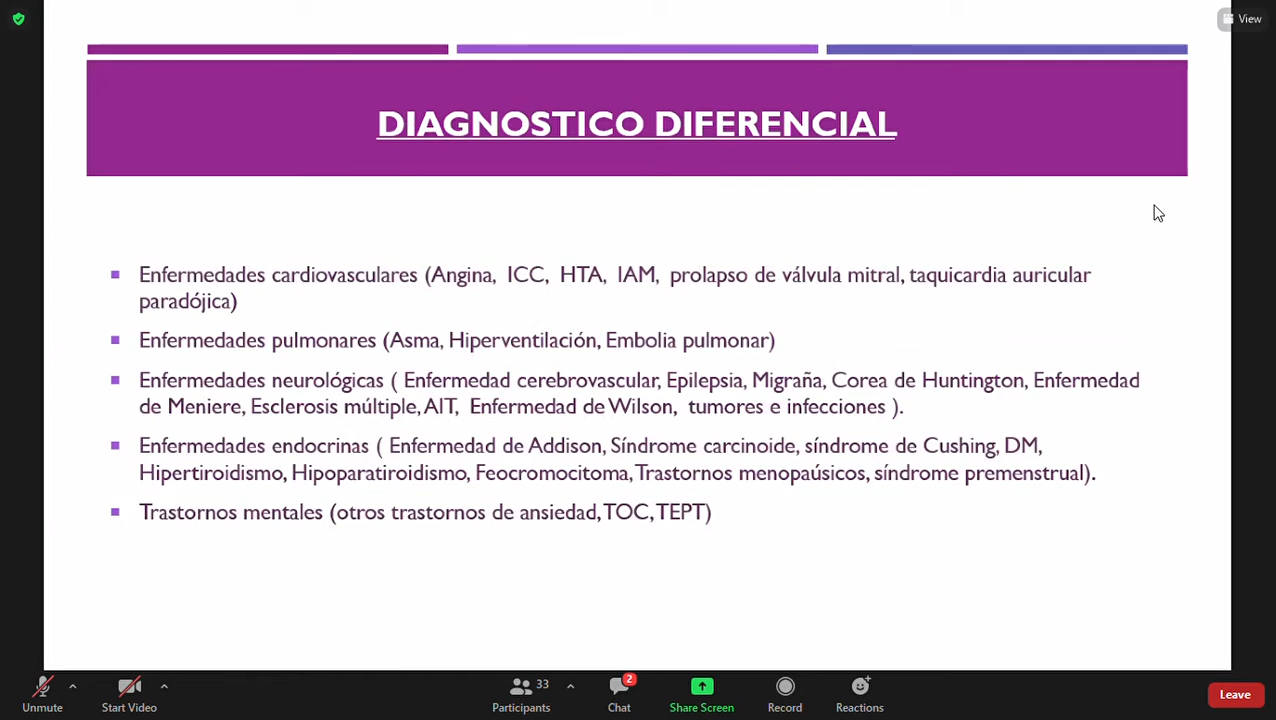 View
DIAGNOSTICO DIFERENCIAL
Enfermedades cardiovasculares (Angina, ICC, HTA, IAM, prolapso de válvula mitral, taquicardia auricular
paradójica)
Enfermedades pulmonares (Asma, Hiperventilación, Embolia pulmonar)
Enfermedades neurológicas ( Enfermedad cerebrovascular, Epilepsia, Migraña, Corea de Huntington, Enfermedad
de Meniere, Esclerosis múltiple, AIT, Enfermedad de Wilson, tumores e infecciones ).
Enfermedades endocrinas ( Enfermedad de Addison, Síndrome carcinoide, síndrome de Cushing, DM,
Hipertiroidismo, Hipoparatiroidismo, Feocromocitoma, Trastornos menopaúsicos, síndrome premenstrual).
Trastornos mentales (otros trastornos de ansiedad, TOC, TEPT)
33
2
Unmute Start Video Participants Chat Share Screen Record Reactions Leave